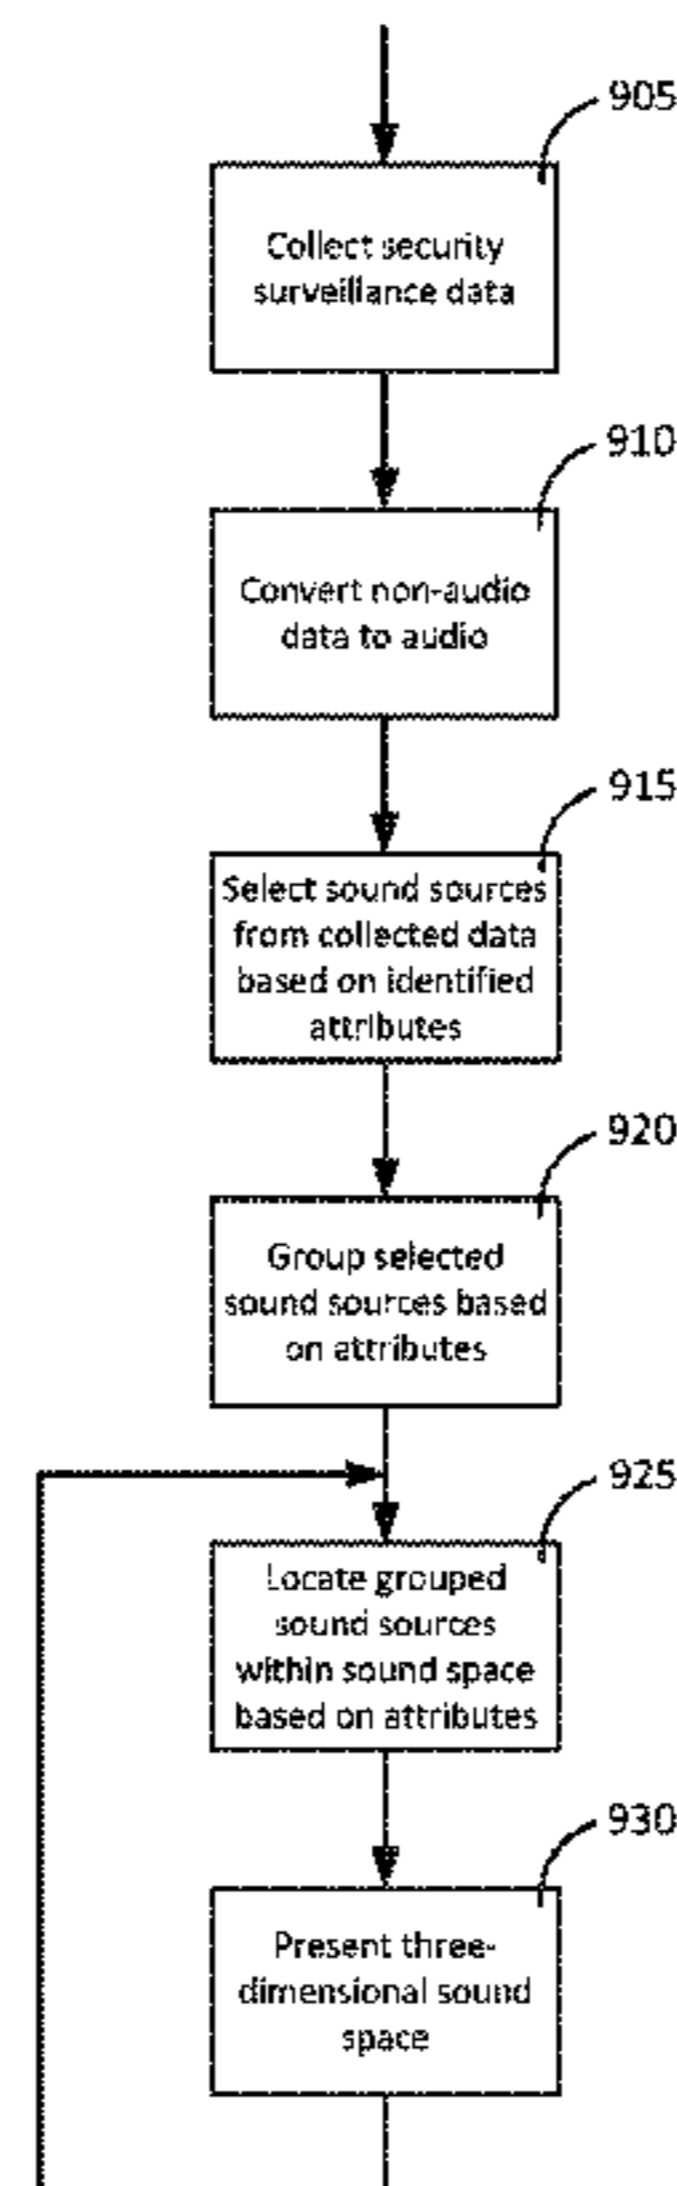 905
Collect security
surveillance data
910
Convert non-audio
data to audio
915
Select sound sources
from collected data
based on identified
attributes
920
Group selected
sound sources based
on attributes
925
Locate grouped
sound sources
within sound space
based on attributes
930
Present three-
dimensional sound
space